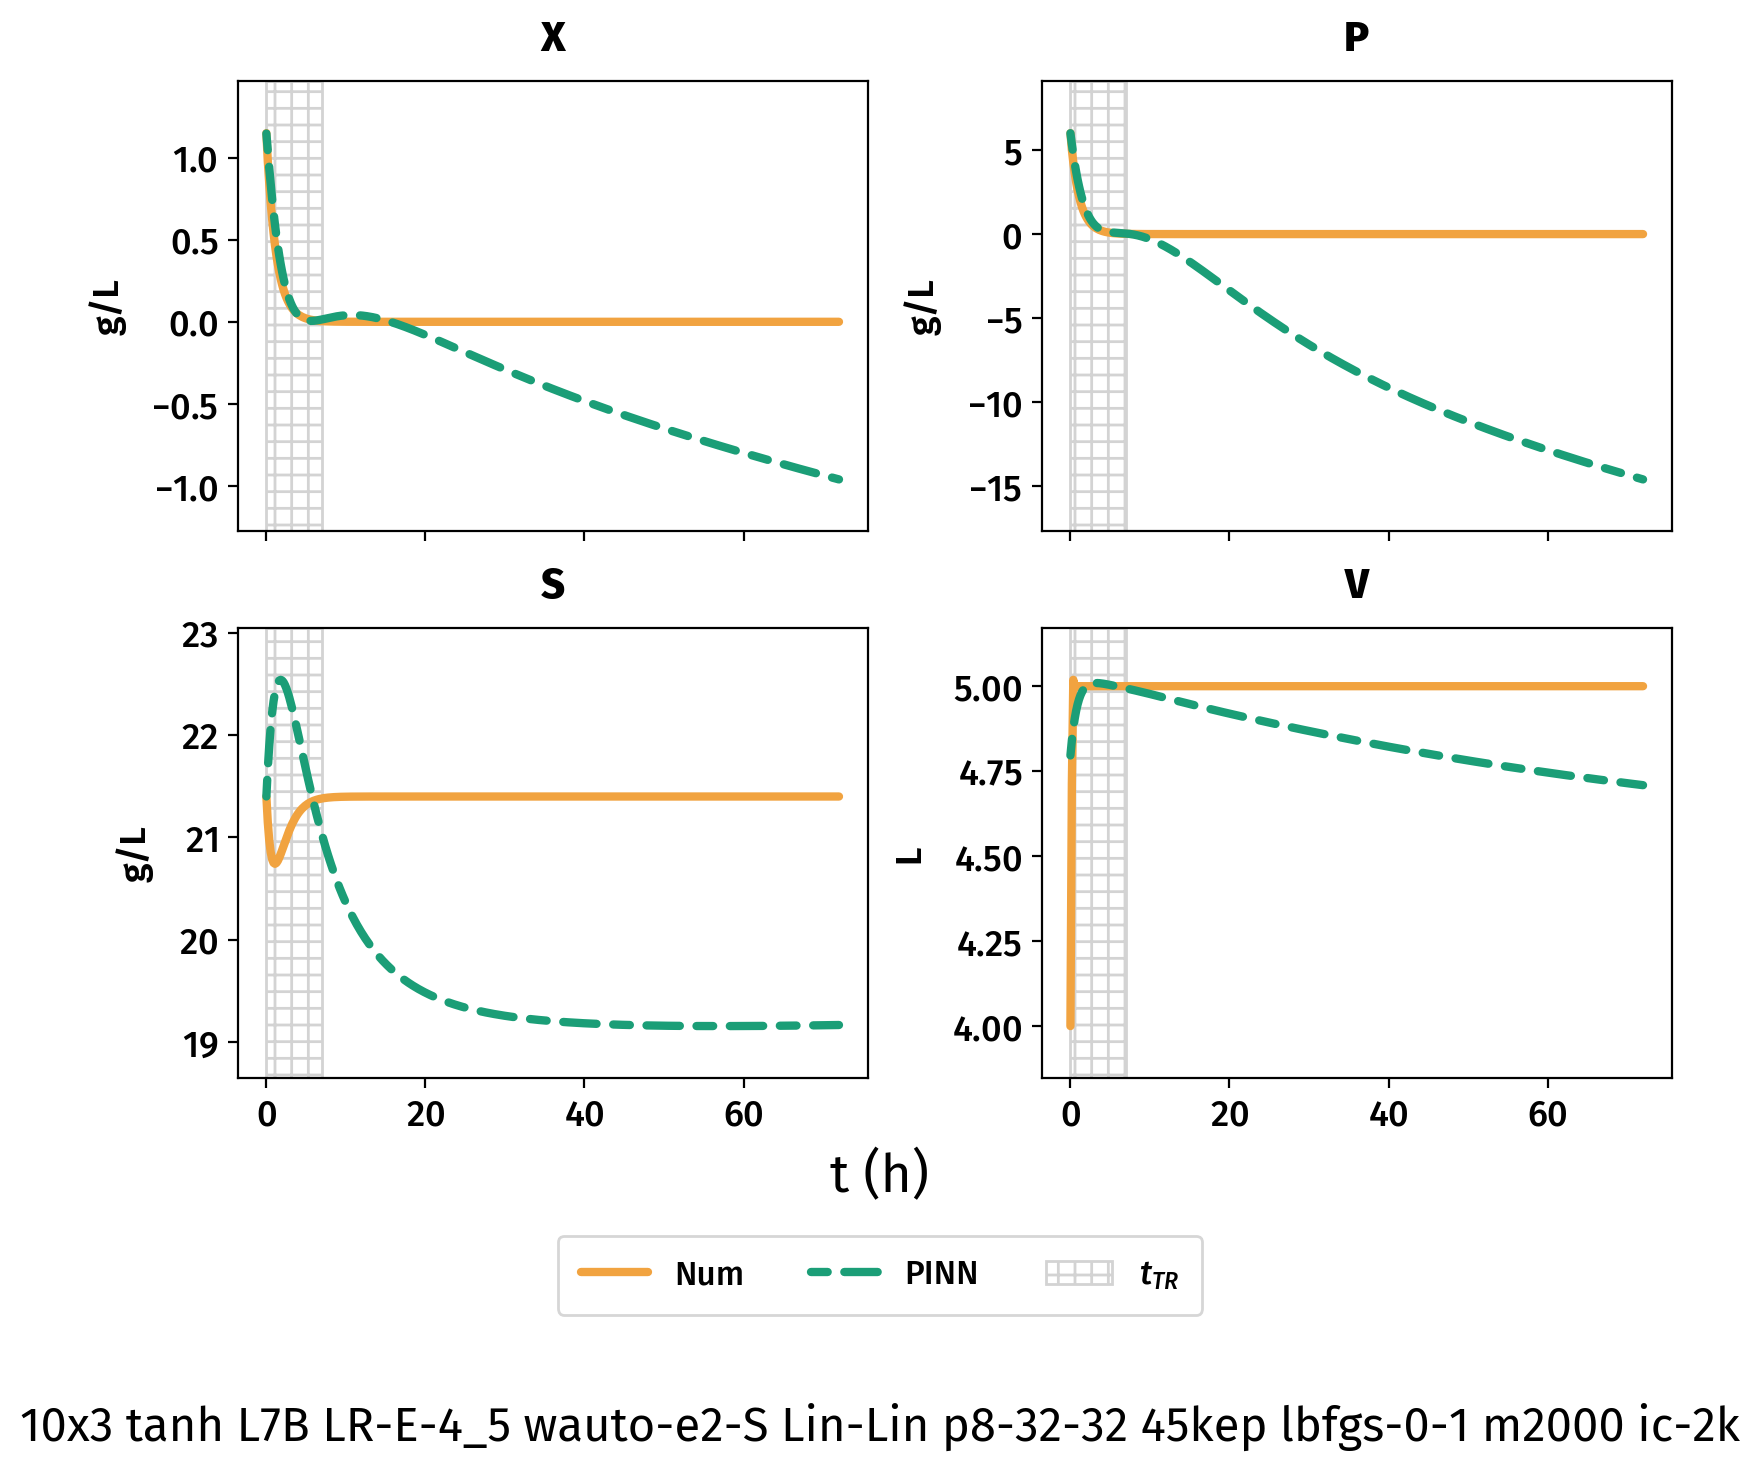 X
P
g/L
1.0
0.5
0.0
−0.5
−1.0
g/L
5
0
−5
−10
−15
S
V
g/L
23
22
21
20
19
L
5.00
4.75
4.50
4.25
4.00
0 20 40 60
0 20 40 60
t (h)
Num PINN tTR
10x3 tanh L7B LR-E-4_5 wauto-e2-S Lin-Lin p8-32-32 45kep lbfgs-0-1 m2000 ic-2k